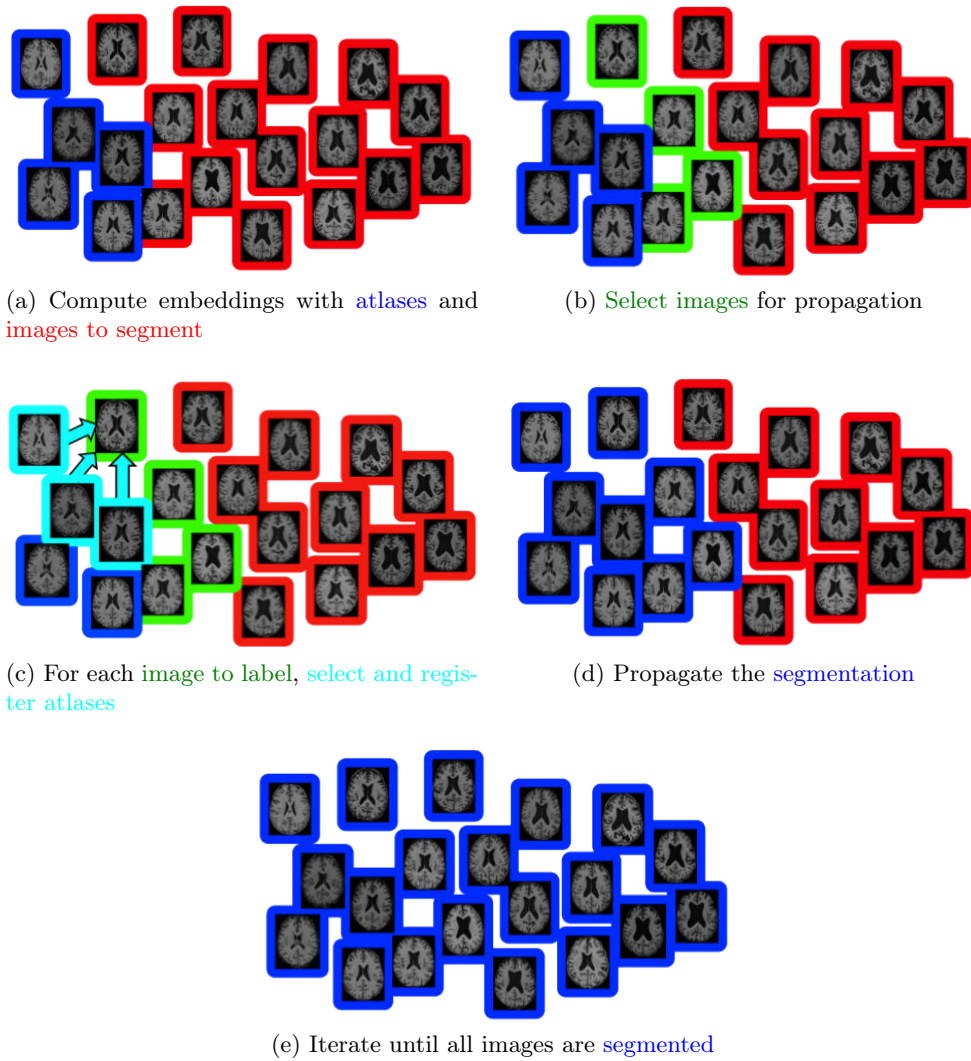 (a) Compute embeddings with atlases and
images to segment
(b) Select images for propagation
(c) For each image to label, select and regis-
ter atlases
(d) Propagate the segmentation
(e) Iterate until all images are segmented